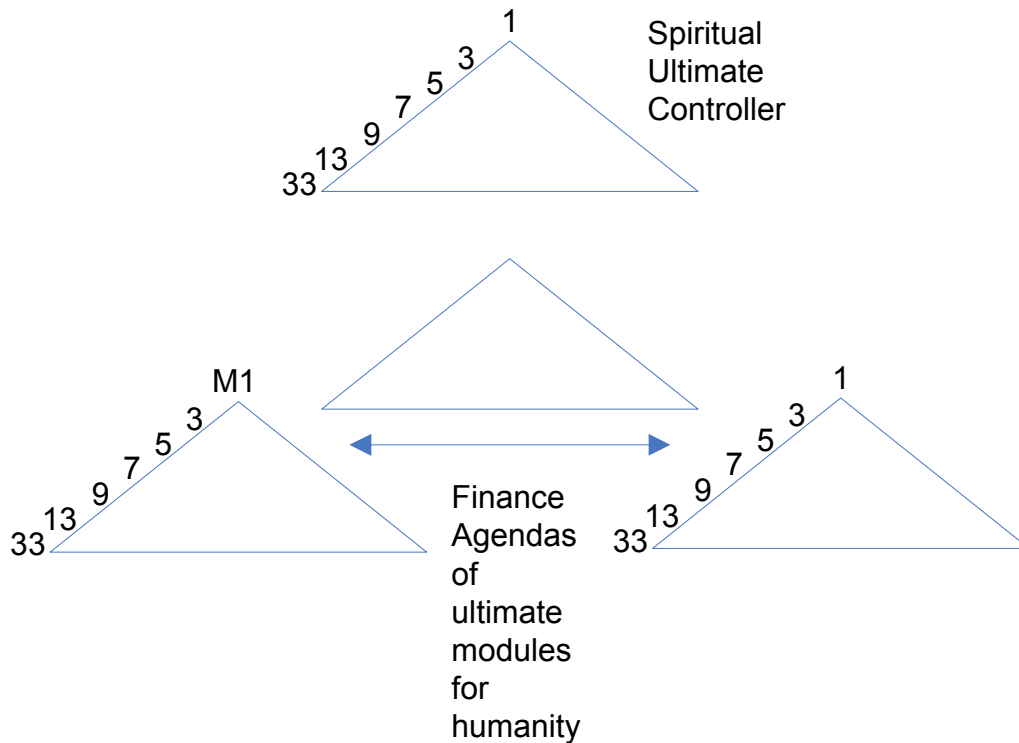 1
Spiritual
Ultimate
Controller
3
5
7
9
13
33
M1
3
5
7
9
13
33
1
3
5
7
9
13
33
Finance
Agendas
of
ultimate
modules
for
humanity